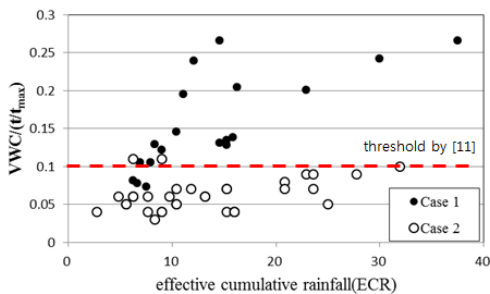 0.3
0.25
0.2
0.15
0.1
0.05
0
VWC/(t/tmax)
threshold by [11]
Case 1
Case 2
0 10 20 30 40
effective cumulative rainfall(ECR)